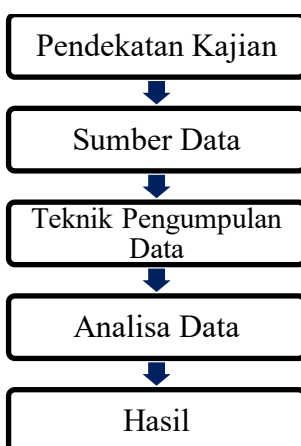 Pendekatan Kajian
Sumber Data
Teknik Pengumpulan
Data
Analisa Data
Hasil